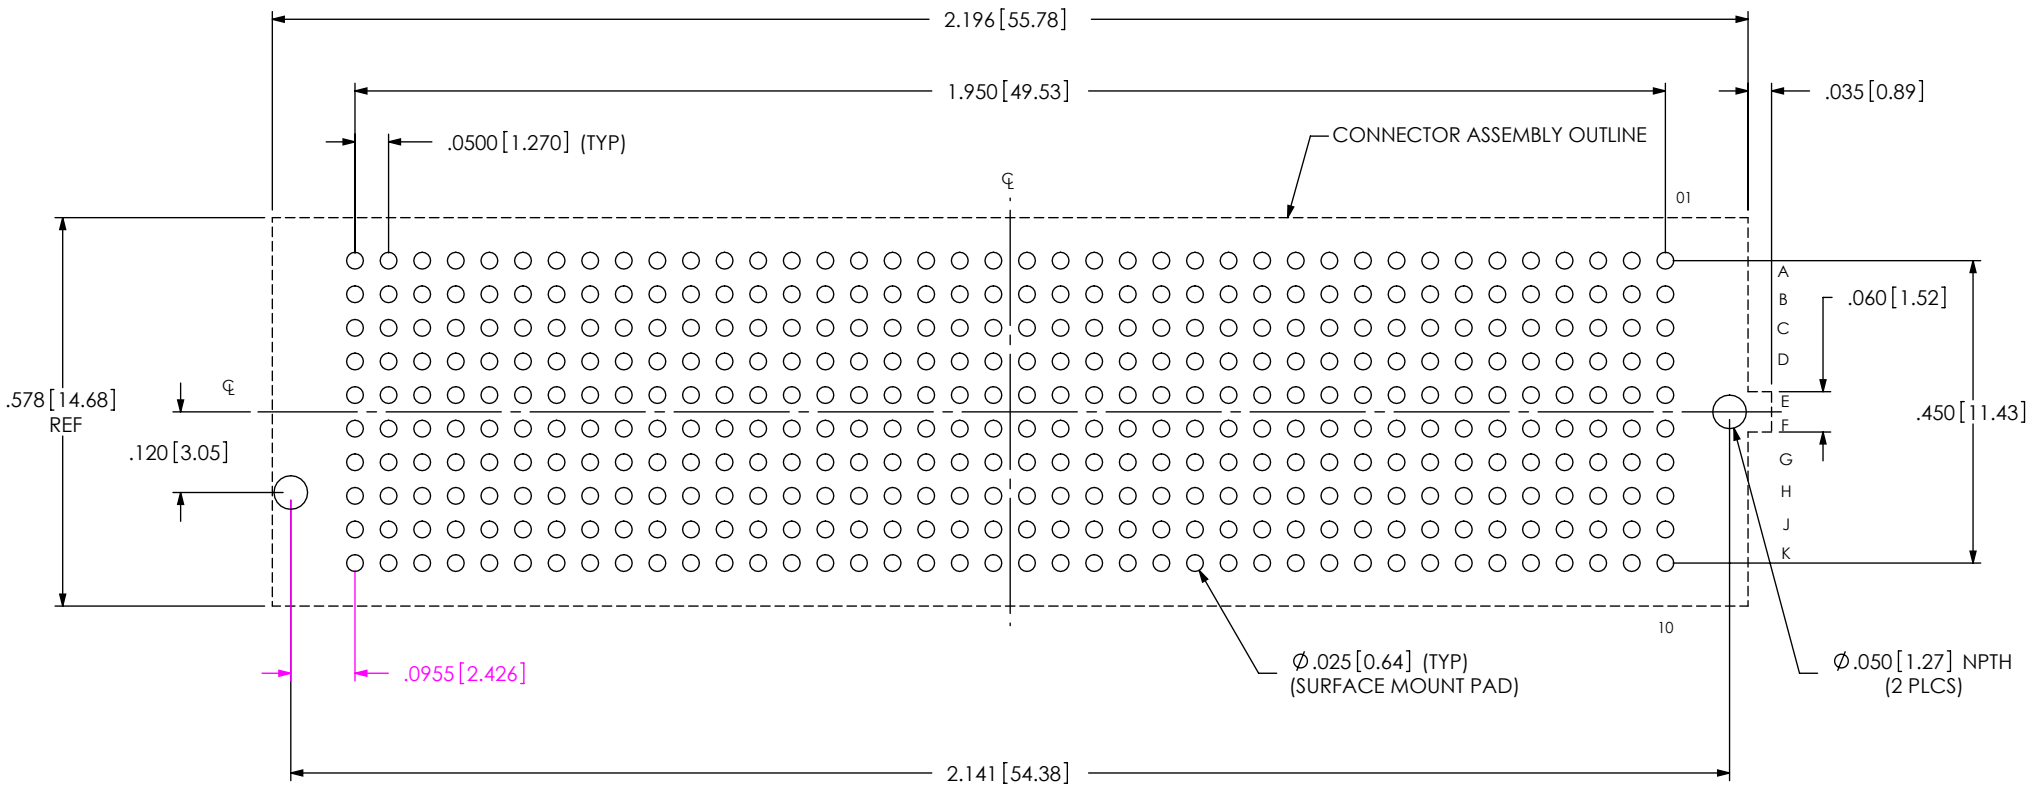 2.196[55.78]
1.950[49.53]
.035[0.89]
.0500[1.270] (TYP)
CONNECTOR ASSEMBLY OUTLINE
℄
01
A
B
.060[1.52]
C
D
℄
.578[14.68]
REF
E
.450[11.43]
F
.120[3.05]
G
H
J
K
10
Ø.025[0.64] (TYP)
(SURFACE MOUNT PAD)
Ø.050[1.27] NPTH
(2 PLCS)
.0955[2.426]
2.141[54.38]